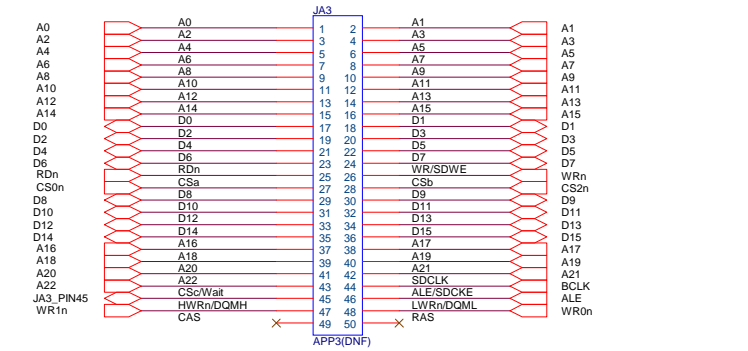 JA3
A0 A0 1 2 A1 A1
A2 A2 3 4 A3 A3
A4 A4 5 6 A5 A5
A6 A6 7 8 A7 A7
A8 A8 9 10 A9 A9
A10 A10 11 12 A11 A11
A12 A12 13 14 A13 A13
A14 A14 15 16 A15 A15
D0 D0 17 18 D1 D1
D2 D2 19 20 D3 D3
D4 D4 21 22 D5 D5
D6 D6 23 24 D7 D7
RDn RDn 25 26 WR/SDWE WRn
CS0n CSa 27 28 CSb CS2n
D8 D8 29 30 D9 D9
D10 D10 31 32 D11 D11
D12 D12 33 34 D13 D13
D14 D14 35 36 D15 D15
A16 A16 37 38 A17 A17
A18 A18 39 40 A19 A19
A20 A20 41 42 A21 A21
A22 A22 43 44 SDCLK BCLK
JA3_PIN45 CSc/Wait 45 46 ALE/SDCKE ALE
WR1n HWRn/DQMH 47 48 LWRn/DQML WR0n
CAS 49 50 RAS
APP3(DNF)